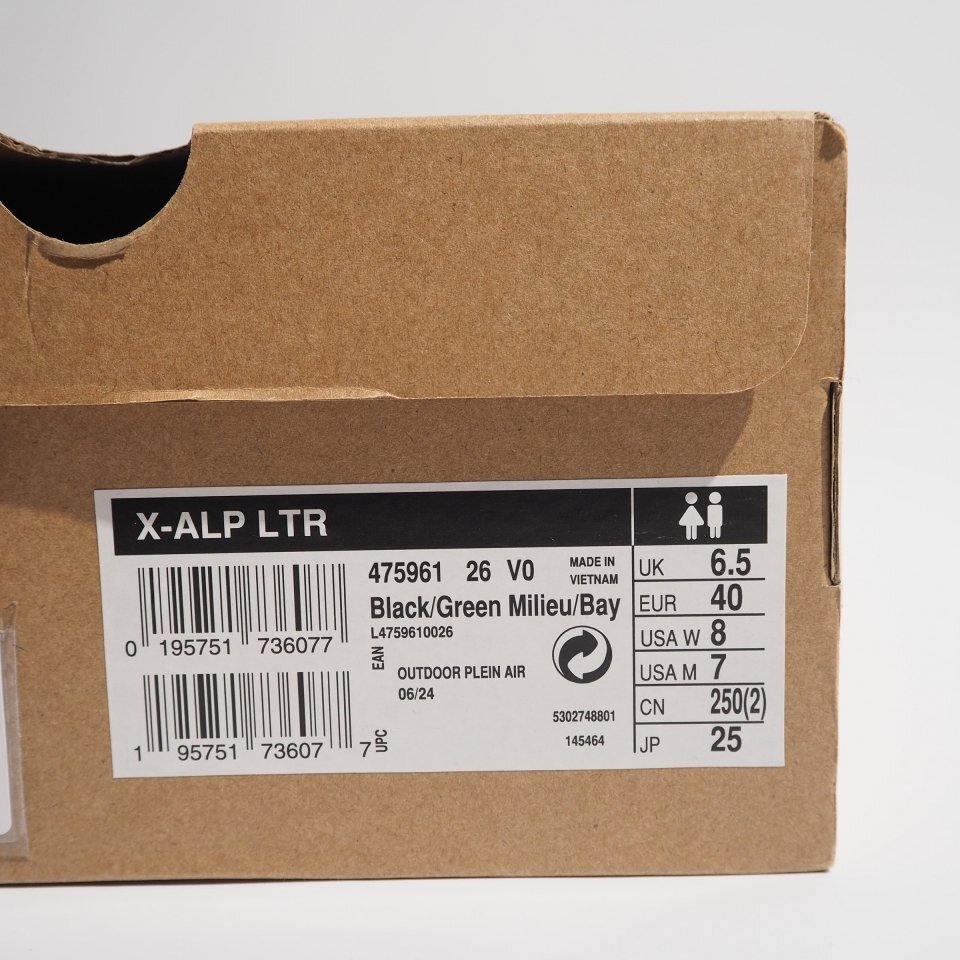 X-ALP LTR
475961 26 V0 MADE IN VIETNAM
Black/Green Milieu/Bay
L4759610026
0 195751 736077
EAN
OUTDOOR PLEIN AIR
06/24
1 95751 73607 7
UPC
5302748801
145464
UK 6.5
EUR 40
USA W 8
USA M 7
CN 250(2)
JP 25